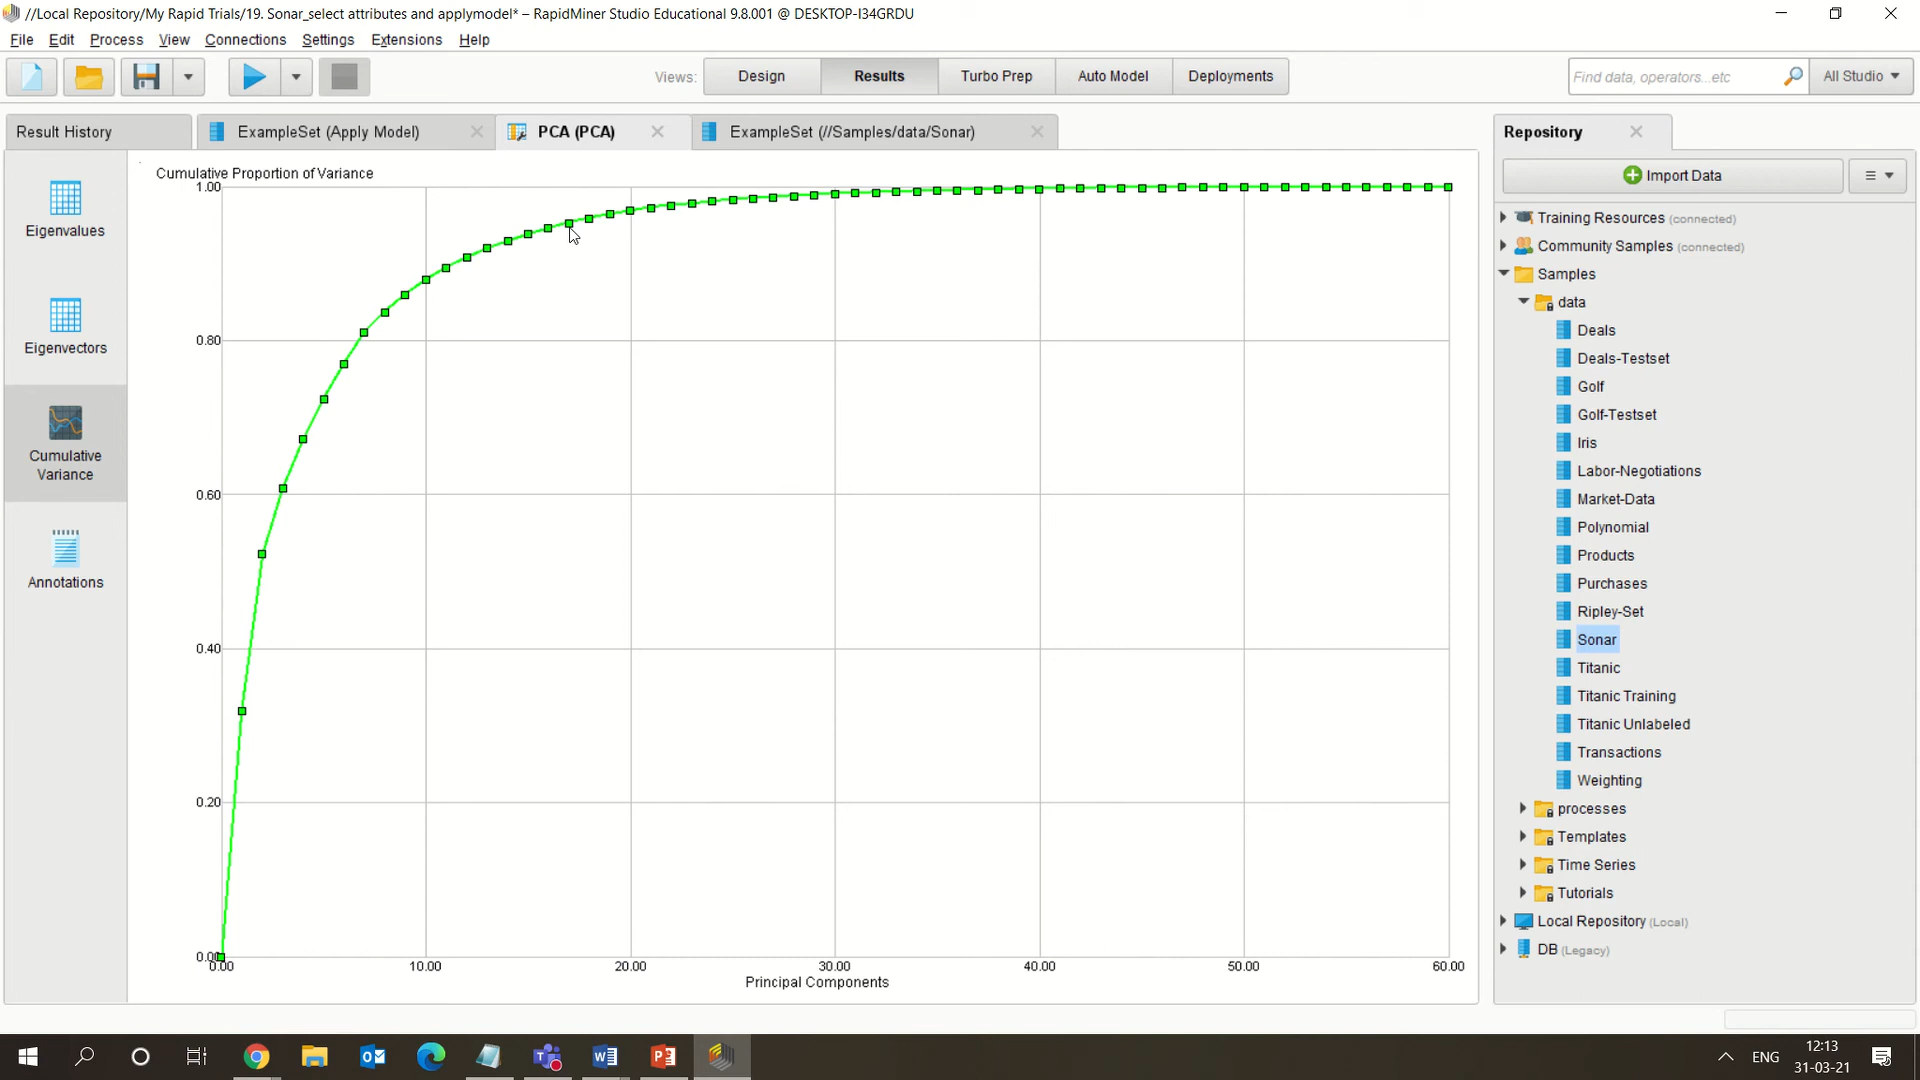 //Local Repository/My Rapid Trials/19. Sonar_select attributes and applymodel* – RapidMiner Studio Educational 9.8.001 @ DESKTOP-I34GRDU
File Edit Process View Connections Settings Extensions Help
Views: Design Results Turbo Prep Auto Model Deployments
Find data, operators...etc
All Studio
Result History
ExampleSet (Apply Model)
PCA (PCA)
ExampleSet (//Samples/data/Sonar)
Eigenvalues
Eigenvectors
Cumulative
Variance
Annotations
Cumulative Proportion of Variance
1.00
0.80
0.60
0.40
0.20
0.00
0.00 10.00 20.00 30.00 40.00 50.00 60.00
Principal Components
Repository
Import Data
Training Resources (connected)
Community Samples (connected)
Samples
data
Deals
Deals-Testset
Golf
Golf-Testset
Iris
Labor-Negotiations
Market-Data
Polynomial
Products
Purchases
Ripley-Set
Sonar
Titanic
Titanic Training
Titanic Unlabeled
Transactions
Weighting
processes
Templates
Time Series
Tutorials
Local Repository (Local)
DB (Legacy)
ENG
12:13
31-03-21